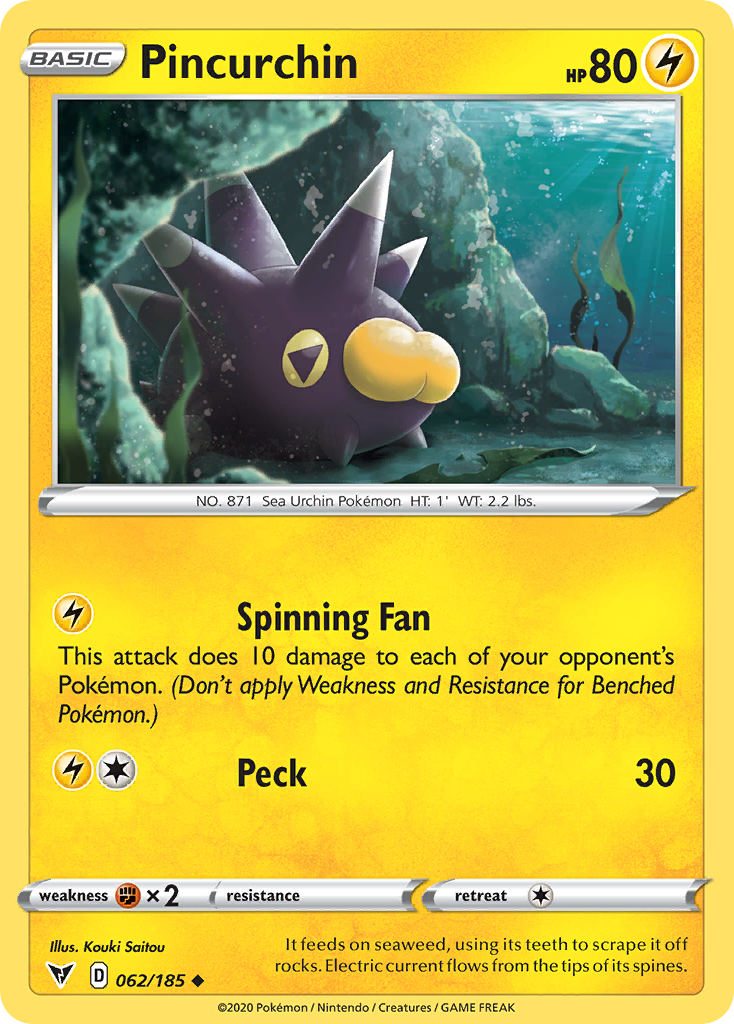 BASIC Pincurchin HP 80
NO. 871 Sea Urchin Pokémon HT: 1' WT: 2.2 lbs.
Spinning Fan
This attack does 10 damage to each of your opponent's
Pokémon. (Don't apply Weakness and Resistance for Benched
Pokémon.)
Peck 30
weakness ×2 resistance retreat
Illus. Kouki Saitou
It feeds on seaweed, using its teeth to scrape it off
rocks. Electric current flows from the tips of its spines.
D 062/185
©2020 Pokémon / Nintendo / Creatures / GAME FREAK